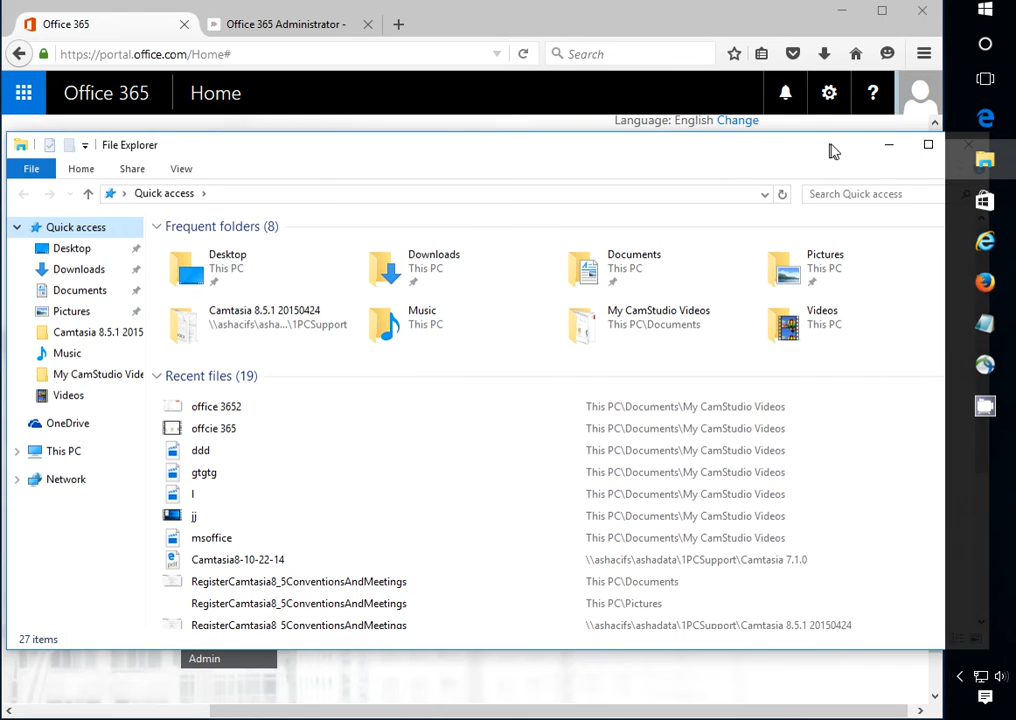 Office 365
Office 365 Administrator -
https://portal.office.com/Home#
Search
Office 365
Home
?
Language: English Change
File Explorer
File
Home
Share
View
Quick access
Search Quick access
Quick access
Desktop
Downloads
Documents
Pictures
Camtasia 8.5.1 2015
Music
My CamStudio Vide
Videos
OneDrive
This PC
Network
Frequent folders (8)
Desktop
This PC
Downloads
This PC
Documents
This PC
Pictures
This PC
Camtasia 8.5.1 20150424
\\ashacifs\asha...\1PCSupport
Music
This PC
My CamStudio Videos
This PC\Documents
Videos
This PC
Recent files (19)
office 3652 This PC\Documents\My CamStudio Videos
offcie 365 This PC\Documents\My CamStudio Videos
ddd This PC\Documents\My CamStudio Videos
gtgtg This PC\Documents\My CamStudio Videos
l This PC\Documents\My CamStudio Videos
jj This PC\Documents\My CamStudio Videos
msoffice This PC\Documents\My CamStudio Videos
Camtasia8-10-22-14 \\ashacifs\ashadata\1PCSupport\Camtasia 7.1.0
RegisterCamtasia8_5ConventionsAndMeetings This PC\Documents
RegisterCamtasia8_5ConventionsAndMeetings This PC\Pictures
RegisterCamtasia8_5ConventionsAndMeetings \\ashacifs\ashadata\1PCSupport\Camtasia 8.5.1 20150424
27 items
Admin